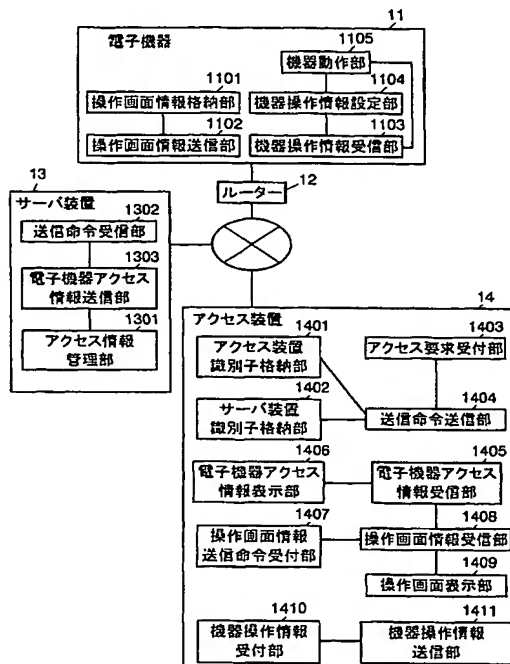 11
電子機器
1105
機器動作部
1101
操作画面情報格納部
1104
機器操作情報設定部
1102
操作画面情報送信部
1103
機器操作情報受信部
12
ルーター
13
サーバ装置
1302
送信命令受信部
1303
電子機器アクセス
情報送信部
1301
アクセス情報
管理部
14
アクセス装置
1401
アクセス装置
識別子格納部
1403
アクセス要求受付部
1402
サーバ装置
識別子格納部
1404
送信命令送信部
1406
電子機器アクセス
情報表示部
1405
電子機器アクセス
情報受信部
1407
操作画面情報
送信命令受付部
1408
操作画面情報受信部
1409
操作画面表示部
1410
機器操作情報
受付部
1411
機器操作情報
送信部